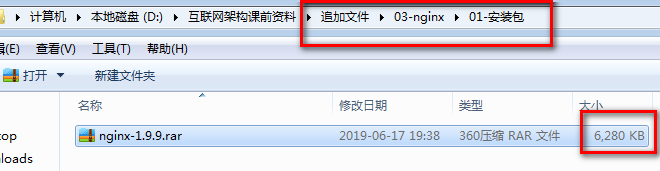 计算机 本地磁盘 (D:) 互联网架构课前资料 追加文件 03-nginx 01-安装包
(E) 查看(V) 工具(T) 帮助(H)
打开 新建文件夹
名称 修改日期 类型 大小
nginx-1.9.9.rar 2019-06-17 19:38 360压缩 RAR 文件 6,280 KB
top
nloads